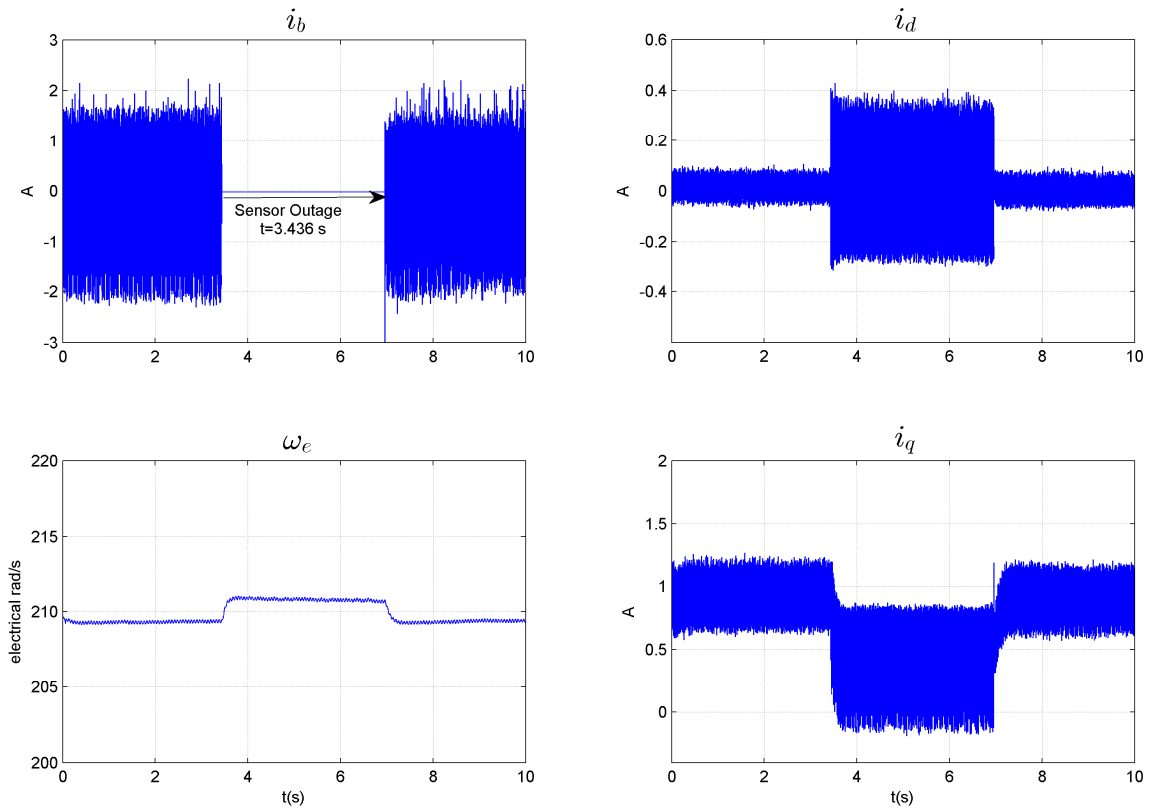 i_b
3
2
1
0
-1
-2
-3
A
Sensor Outage
t=3.436 s
0 2 4 6 8 10
i_d
0.6
0.4
0.2
0
-0.2
-0.4
A
0 2 4 6 8 10
ω_e
220
215
210
205
200
electrical rad/s
0 2 4 6 8 10
t(s)
i_q
2
1.5
1
0.5
0
A
0 2 4 6 8 10
t(s)